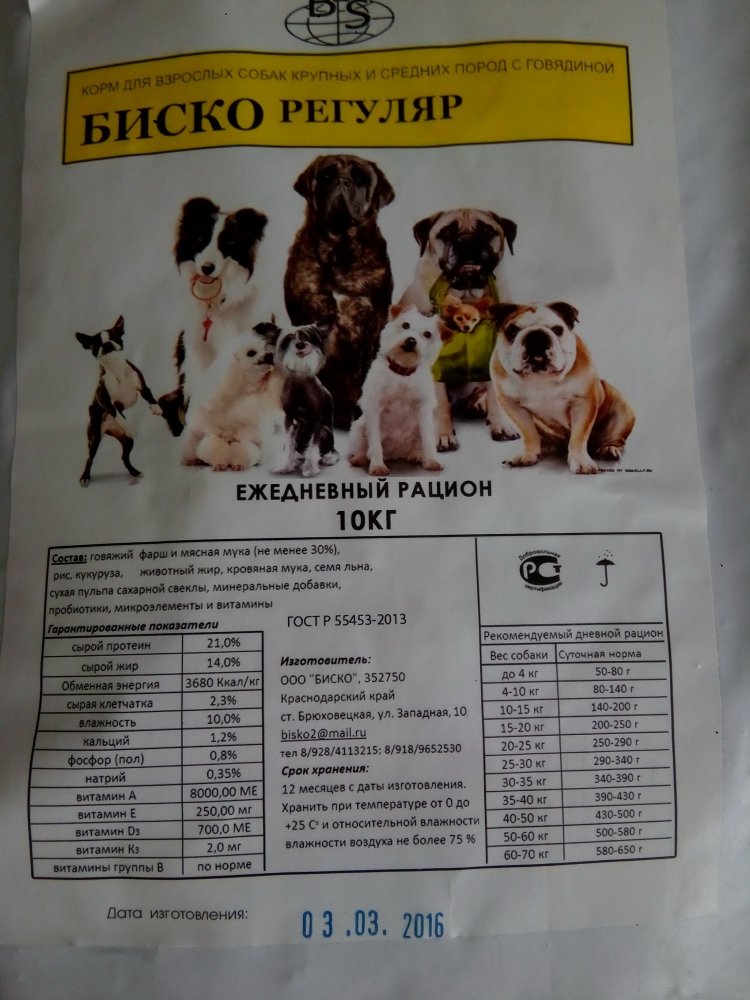 BS
КОРМ ДЛЯ ВЗРОСЛЫХ СОБАК КРУПНЫХ И СРЕДНИХ ПОРОД С ГОВЯДИНОЙ
БИСКО РЕГУЛЯР
ЕЖЕДНЕВНЫЙ РАЦИОН
10КГ
Состав: говяжий фарш и мясная мука (не менее 30%),
рис, кукуруза, животный жир, кровяная мука, семя льна,
сухая пульпа сахарной свеклы, минеральные добавки,
пробиотики, микроэлементы и витамины
Гарантированные показатели
сырой протеин 21,0%
сырой жир 14,0%
Обменная энергия 3680 Ккал/кг
сырая клетчатка 2,3%
влажность 10,0%
кальций 1,2%
фосфор (пол) 0,8%
натрий 0,35%
витамин А 8000,00 МЕ
витамин Е 250,00 мг
витамин D3 700,0 МЕ
витамин К3 2,0 мг
витамины группы В по норме
ГОСТ Р 55453-2013
Изготовитель:
ООО "БИСКО", 352750
Краснодарский край
ст. Брюховецкая, ул. Западная, 10
bisko2@mail.ru
тел 8/928/4113215; 8/918/9652530
Срок хранения:
12 месяцев с даты изготовления.
Хранить при температуре от 0 до
+25 С° и относительной влажности
влажности воздуха не более 75 %
Добровольная
РСТ
сертификация
Рекомендуемый дневной рацион
Вес собаки Суточная норма
до 4 кг 50-80 г
4-10 кг 80-140 г
10-15 кг 140-200 г
15-20 кг 200-250 г
20-25 кг 250-290 г
25-30 кг 290-340 г
30-35 кг 340-390 г
35-40 кг 390-430 г
40-50 кг 430-500 г
50-60 кг 500-580 г
60-70 кг 580-650 г
Дата изготовления: 03.03.2016